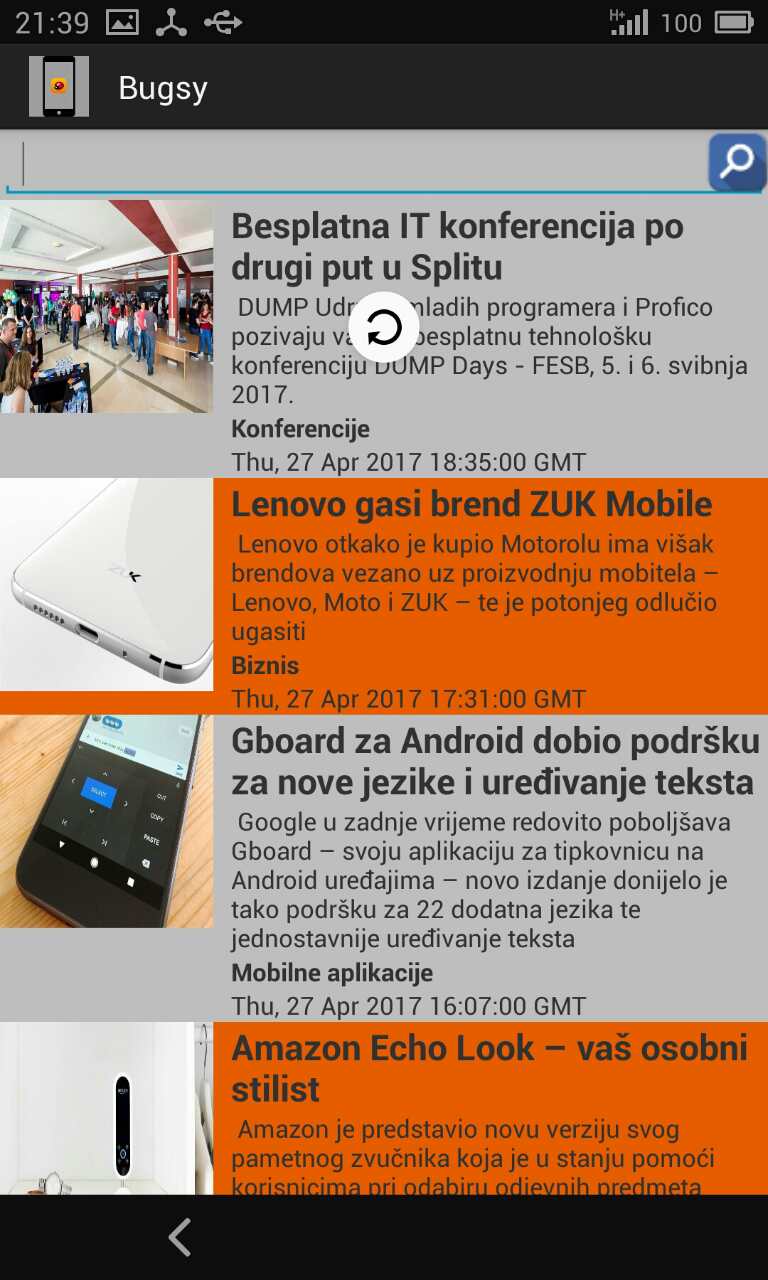 21:39
H+
100
Bugsy
Besplatna IT konferencija po
drugi put u Splitu
DUMP mladih programera i Profico
pozivaju besplatnu tehnološku
konferenciju DUMP Days - FESB, 5. i 6. svibnja
2017.
Konferencije
Thu, 27 Apr 2017 18:35:00 GMT
ZUK
Lenovo gasi brend ZUK Mobile
Lenovo otkako je kupio Motorolu ima višak
brendova vezano uz proizvodnju mobitela –
Lenovo, Moto i ZUK – te je potonjeg odlučio
ugasiti
Biznis
Thu, 27 Apr 2017 17:31:00 GMT
SELECT
CUT
COPY
PASTE
Gboard za Android dobio podršku
za nove jezike i uređivanje teksta
Google u zadnje vrijeme redovito poboljšava
Gboard – svoju aplikaciju za tipkovnicu na
Android uređajima – novo izdanje donijelo je
tako podršku za 22 dodatna jezika te
jednostavnije uređivanje teksta
Mobilne aplikacije
Thu, 27 Apr 2017 16:07:00 GMT
Amazon Echo Look – vaš osobni
stilist
Amazon je predstavio novu verziju svog
pametnog zvučnika koja je u stanju pomoći
korisnicima pri odabiru odjevnih predmeta